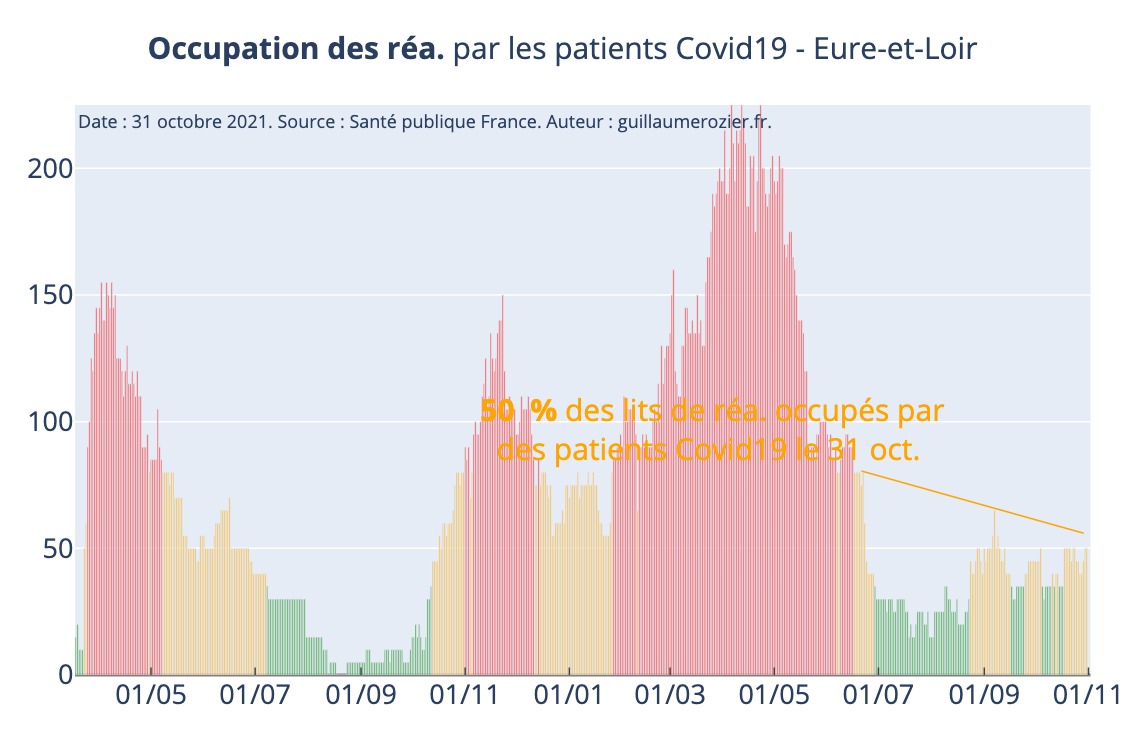 Occupation des réa. par les patients Covid19 - Eure-et-Loir
Date : 31 octobre 2021. Source : Santé publique France. Auteur : guillaumerozier.fr.
200
150
100
50
0
50 % des lits de réa. occupés par
des patients Covid19 le 31 oct.
01/05 01/07 01/09 01/11 01/01 01/03 01/05 01/07 01/09 01/11